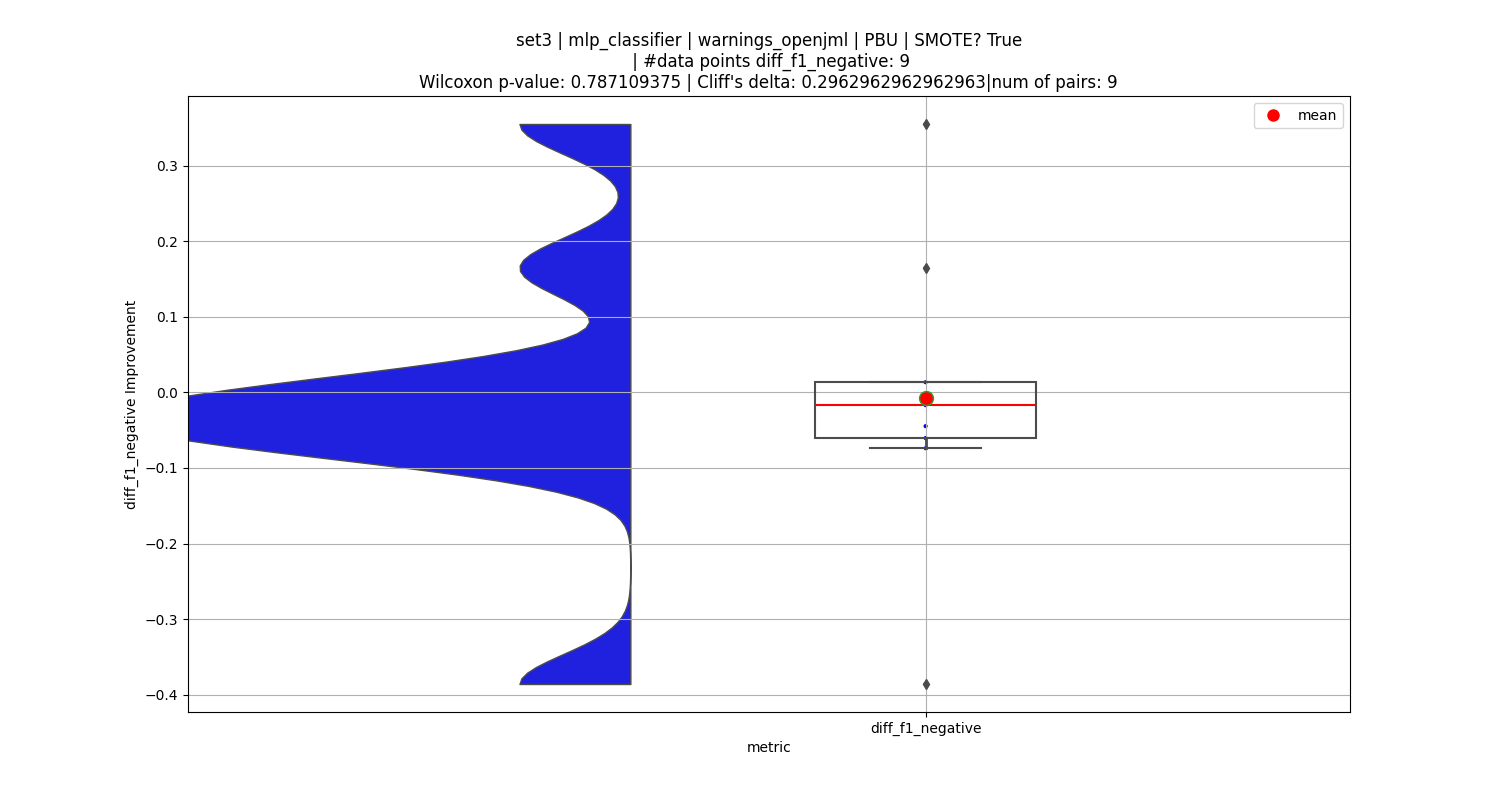 set3 | mlp_classifier | warnings_openjml | PBU | SMOTE? True
| #data points diff_f1_negative: 9
Wilcoxon p-value: 0.787109375 | Cliff's delta: 0.2962962962962963|num of pairs: 9
mean
0.3
0.2
0.1
0.0
−0.1
−0.2
−0.3
−0.4
diff_f1_negative Improvement
diff_f1_negative
metric